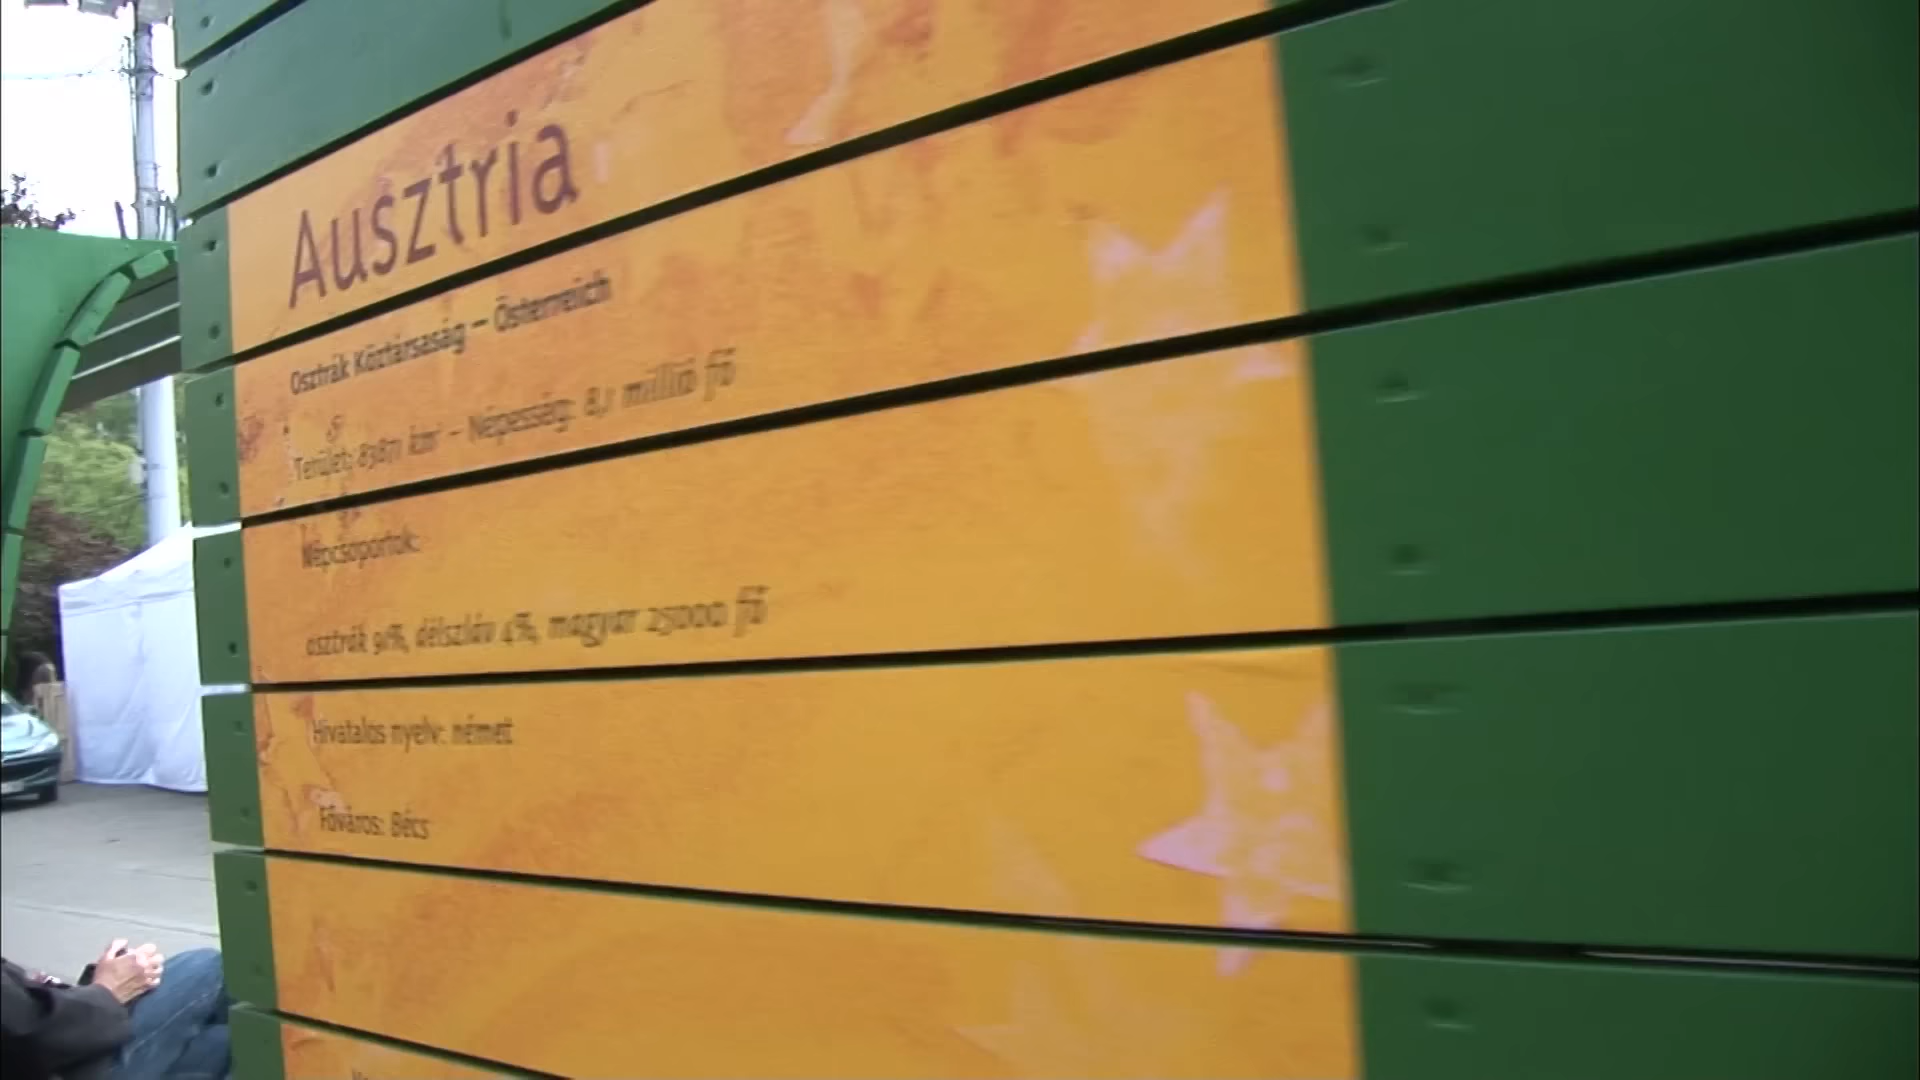 Ausztria
Osztrák Köztársaság – Österreich
Terület: 83871 km² – Népesség: 8,1 millió fő
Népcsoportok:
osztrák 91%, délszláv 4%, magyar 25000 fő
Hivatalos nyelv: német
Főváros: Bécs